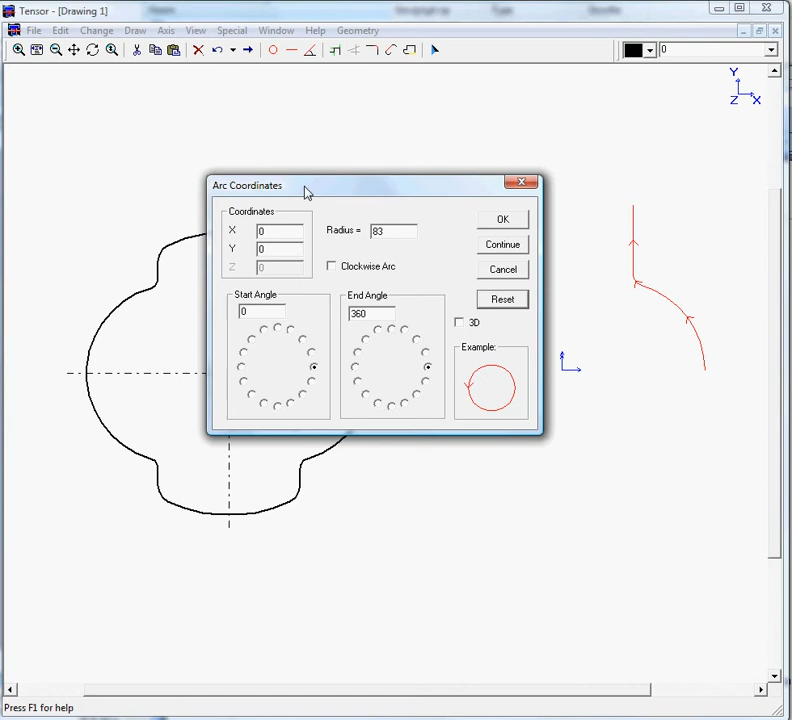 Tensor - [Drawing 1]
File Edit Change Draw Axis View Special Window Help Geometry
0
Y
Z X
Arc Coordinates
Coordinates
X 0
Y 0
Z 0
Radius = 83
Clockwise Arc
OK
Continue
Cancel
Reset
Start Angle
0
End Angle
360
3D
Example:
Press F1 for help